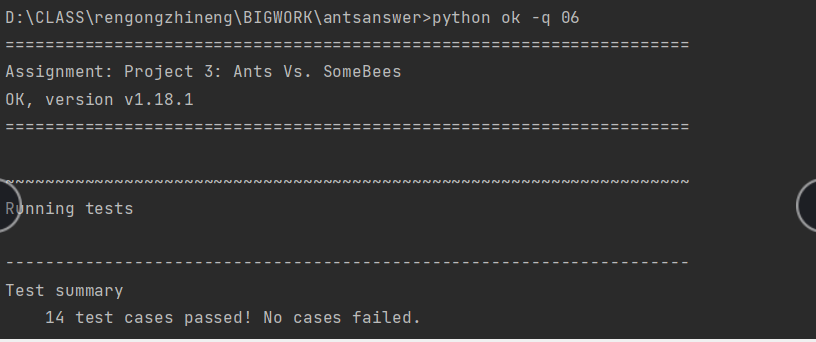 D:\CLASS\rengongzhineng\BIGWORK\antsanswer>python ok -q 06
=====================================================================
Assignment: Project 3: Ants Vs. SomeBees
OK, version v1.18.1
=====================================================================
~~~~~~~~~~~~~~~~~~~~~~~~~~~~~~~~~~~~~~~~~~~~~~~~~~~~~~~~~~~~~~~~~~~~~
Running tests
---------------------------------------------------------------------
Test summary
    14 test cases passed! No cases failed.